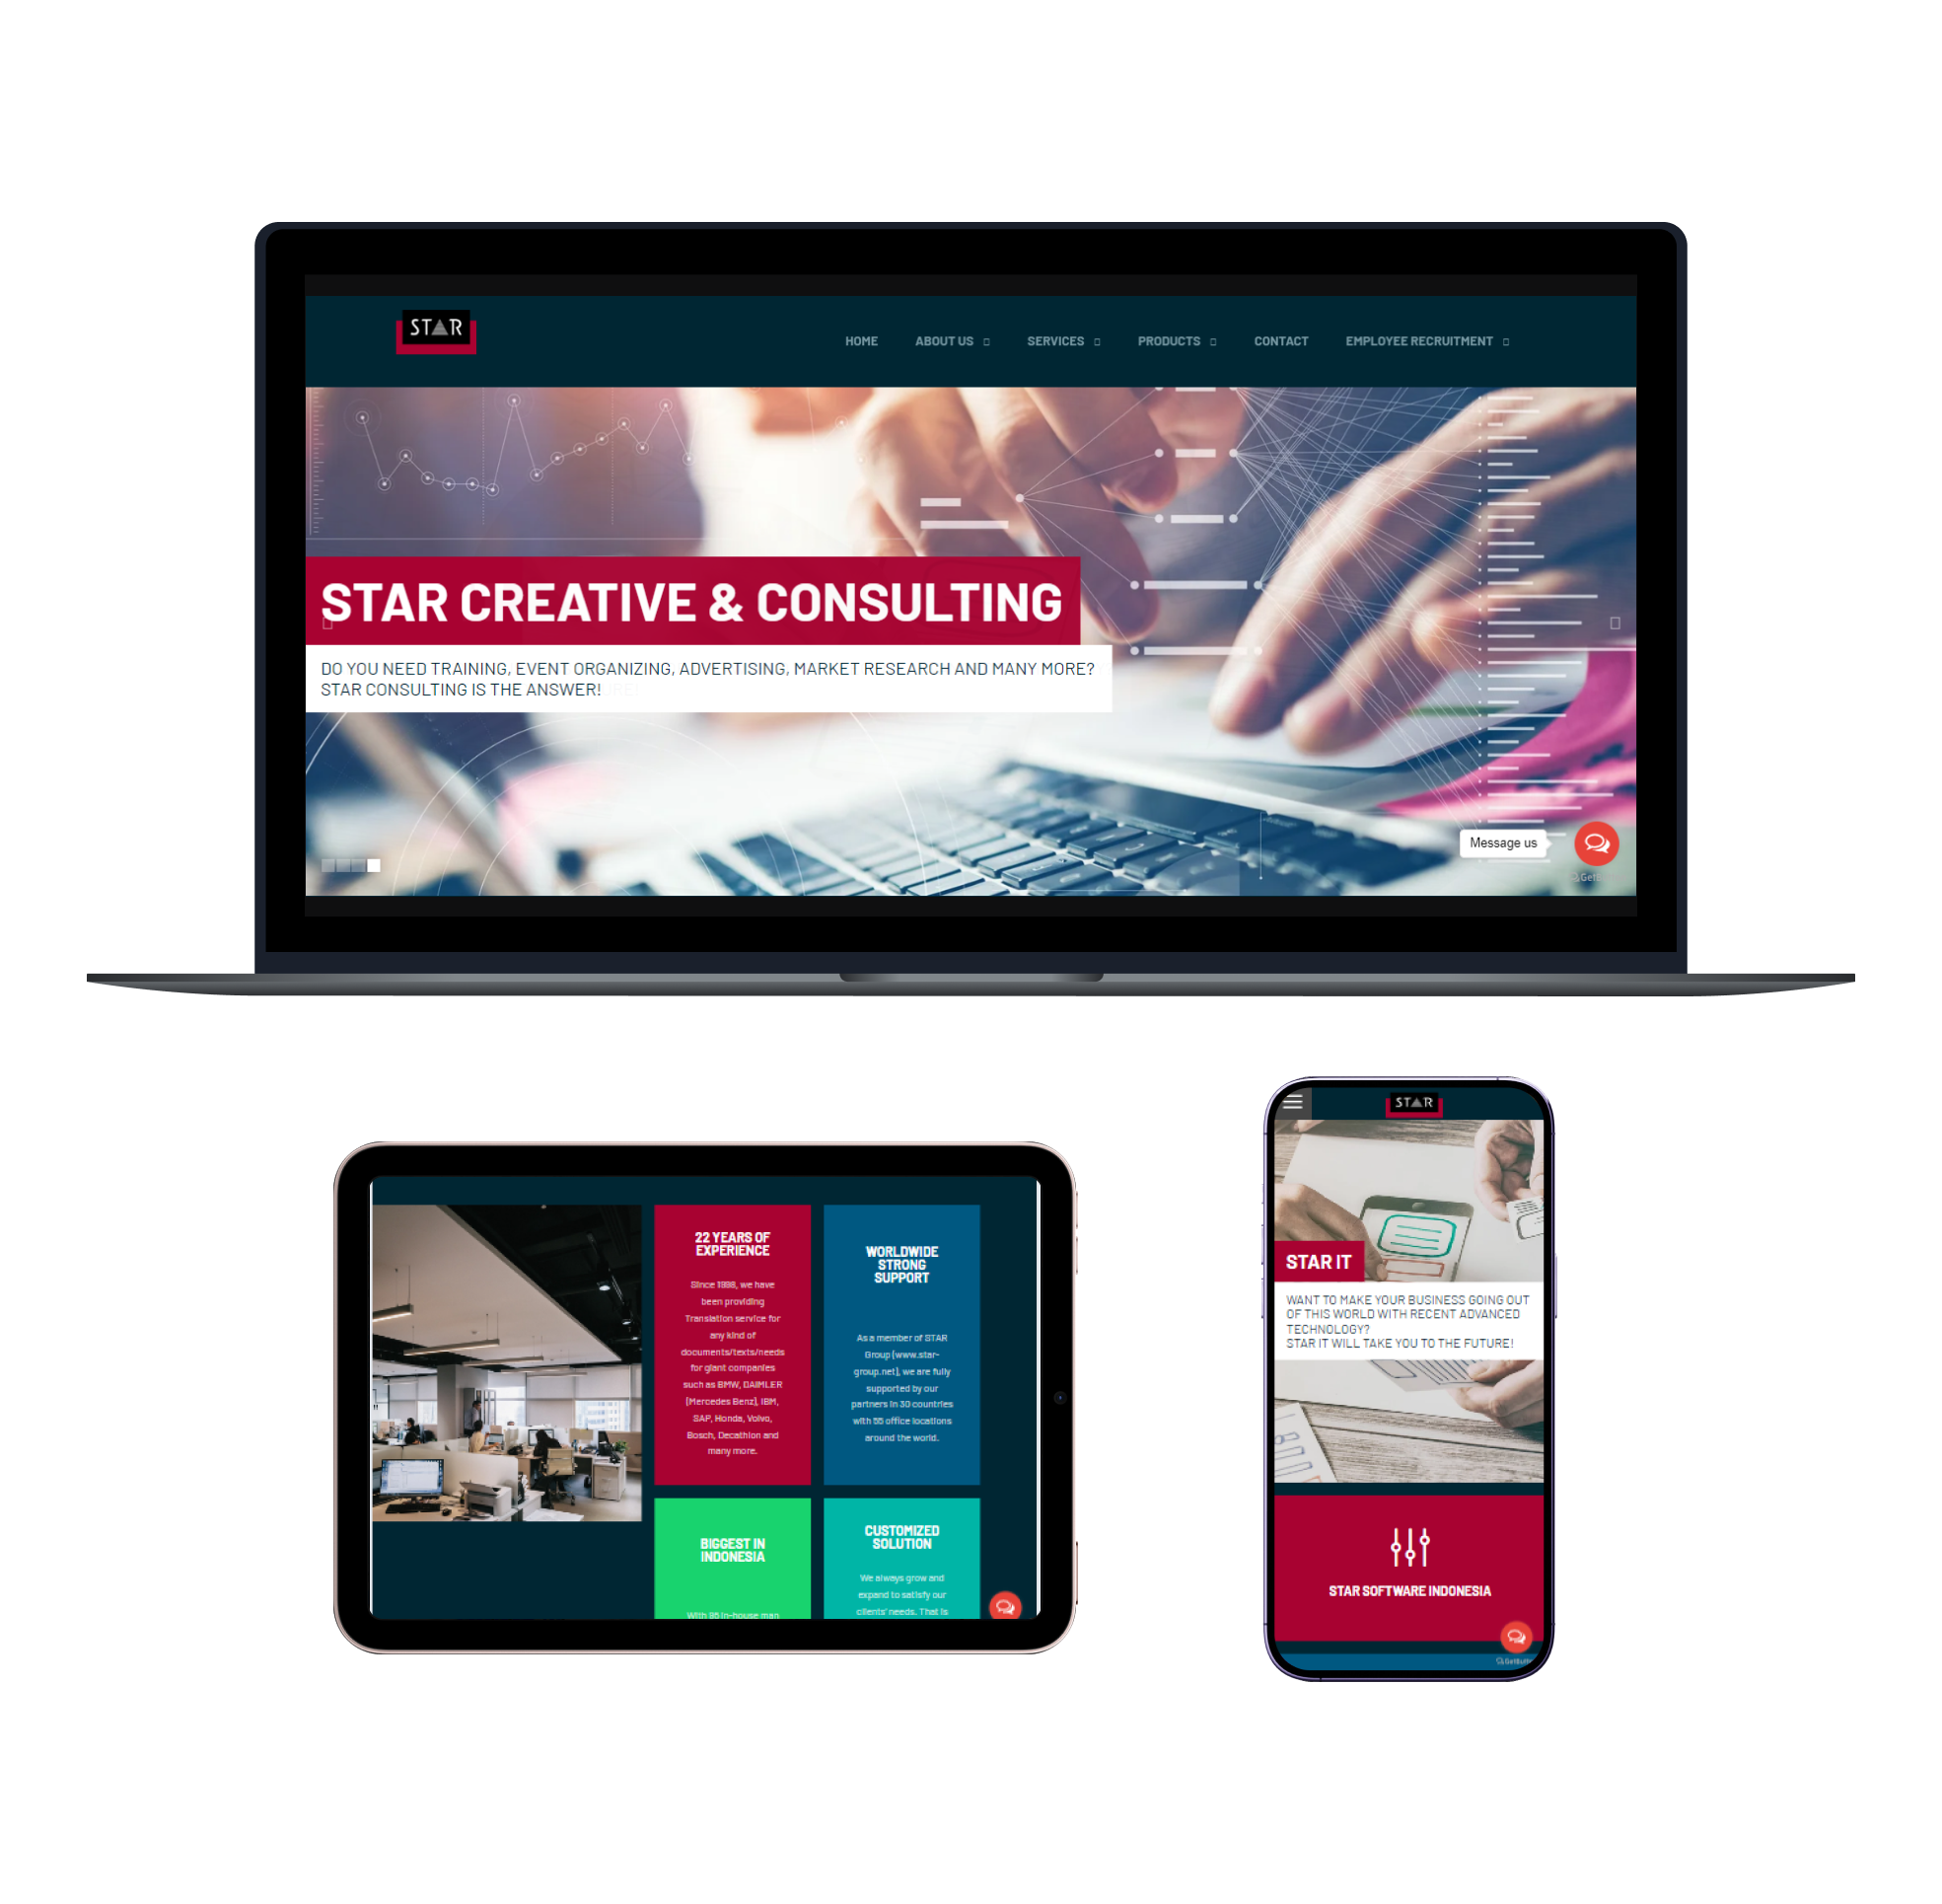 STAR
HOME ABOUT US SERVICES PRODUCTS CONTACT EMPLOYEE RECRUITMENT
STAR CREATIVE & CONSULTING
DO YOU NEED TRAINING, EVENT ORGANIZING, ADVERTISING, MARKET RESEARCH AND MANY MORE?
STAR CONSULTING IS THE ANSWER!
Message us
22 YEARS OF
EXPERIENCE
Since 1998, we have
been providing
Translation service for
any kind of
documents/texts/needs
for giant companies
such as BMW, DAIMLER
(Mercedes Benz), IBM,
SAP, Honda, Volvo,
Bosch, Decathlon and
many more.
WORLDWIDE
STRONG
SUPPORT
As a member of STAR
Group (www.star-
group.net), we are fully
supported by our
partners in 30 countries
with 55 office locations
around the world.
BIGGEST IN
INDONESIA
With 86 in-house man
CUSTOMIZED
SOLUTION
We always grow and
expand to satisfy our
clients' needs. That is
STAR
STAR IT
WANT TO MAKE YOUR BUSINESS GOING OUT
OF THIS WORLD WITH RECENT ADVANCED
TECHNOLOGY?
STAR IT WILL TAKE YOU TO THE FUTURE!
STAR SOFTWARE INDONESIA